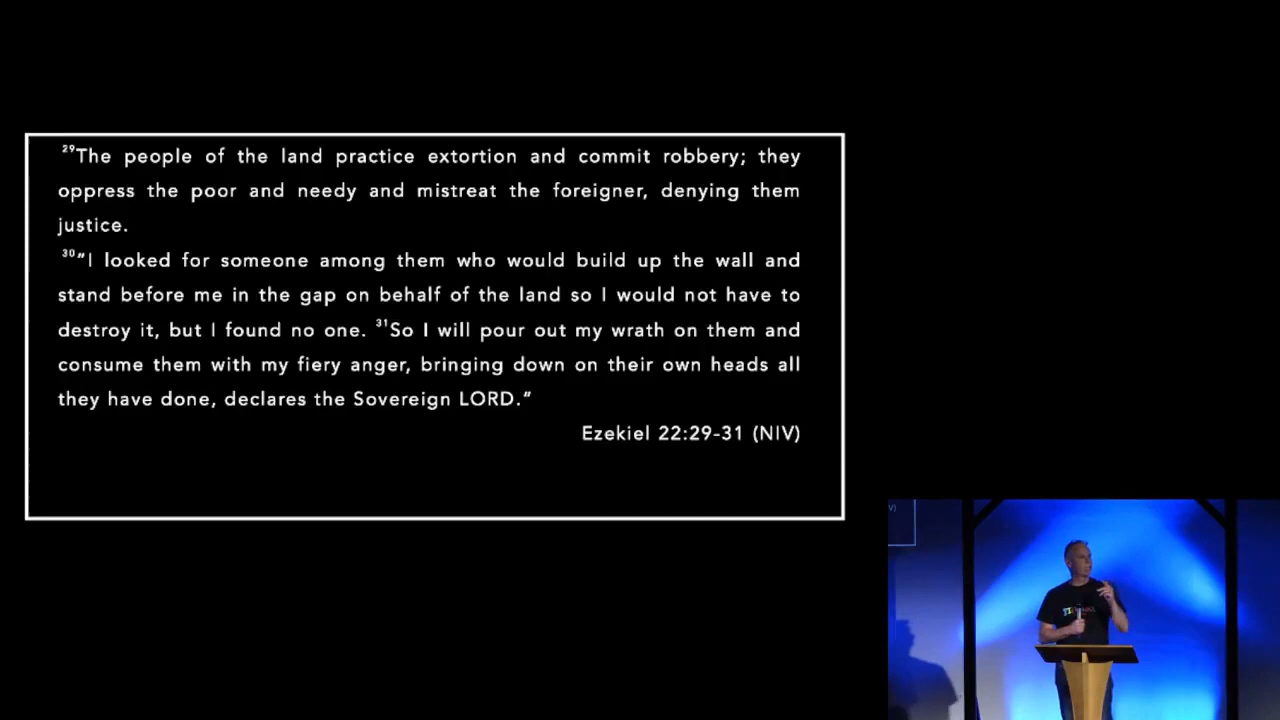 ²⁹The people of the land practice extortion and commit robbery; they
oppress the poor and needy and mistreat the foreigner, denying them
justice.
³⁰"I looked for someone among them who would build up the wall and
stand before me in the gap on behalf of the land so I would not have to
destroy it, but I found no one. ³¹So I will pour out my wrath on them and
consume them with my fiery anger, bringing down on their own heads all
they have done, declares the Sovereign LORD."
Ezekiel 22:29-31 (NIV)
V)